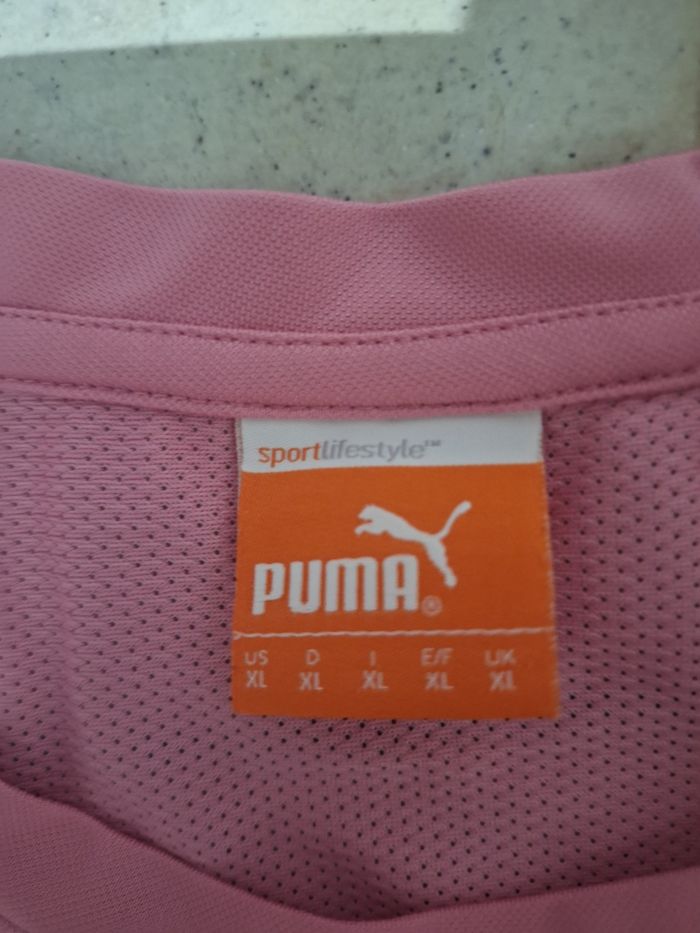 sportlifestyle™
PUMA®
US D I E/F UK
XL XL XL XL XL